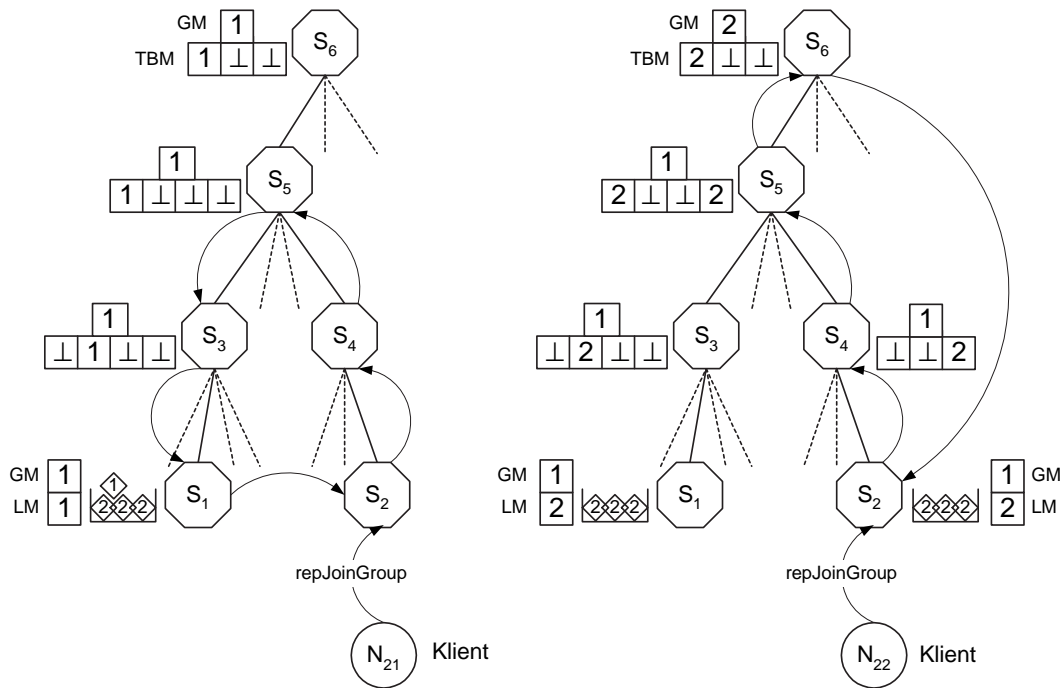 GM 1
TBM 1 ⊥ ⊥
S6
1
1 ⊥ ⊥ ⊥
S5
1
⊥ 1 ⊥ ⊥
S3
S4
GM 1
LM 1
1
2 2 2
S1
S2
repJoinGroup
N21
Klient
GM 2
TBM 2 ⊥ ⊥
S6
1
2 ⊥ ⊥ 2
S5
1
⊥ 2 ⊥ ⊥
S3
S4
1
⊥ ⊥ 2
GM 1
LM 2
2 2 2
S1
S2
2 2 2
1 GM
2 LM
repJoinGroup
N22
Klient